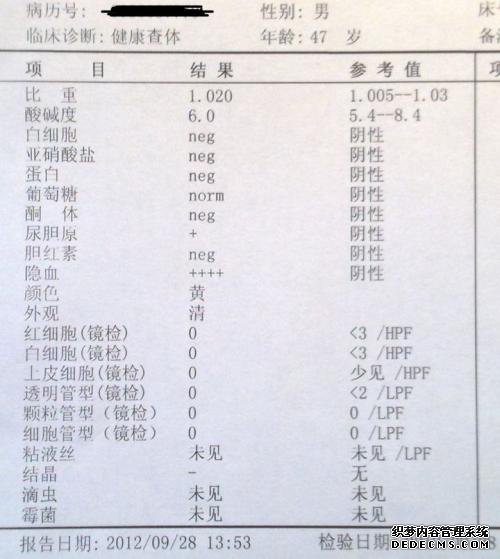 病历号: 性别: 男 床
临床诊断: 健康查体 年龄: 47 岁 备
项 目 结 果 参 考 值 项
比 重 1.020 1.005--1.03
酸碱度 6.0 5.4--8.4
白细胞 neg 阴性
亚硝酸盐 neg 阴性
蛋白 neg 阴性
葡萄糖 norm 阴性
酮 体 neg 阴性
尿胆原 + 阴性
胆红素 neg 阴性
隐血 ++++ 阴性
颜色 黄
外观 清
红细胞(镜检) 0 <3 /HPF
白细胞(镜检) 0 <3 /HPF
上皮细胞(镜检) 0 少见 /HPF
透明管型(镜检) 0 <2 /LPF
颗粒管型（镜检) 0 0 /LPF
细胞管型（镜检) 0 0 /LPF
粘液丝 未见 未见 /LPF
结晶 - 无
滴虫 未见 未见
霉菌 未见 未见
报告日期: 2012/09/28 13:53 检验日期
织梦内容管理系统
DEDECMS.COM